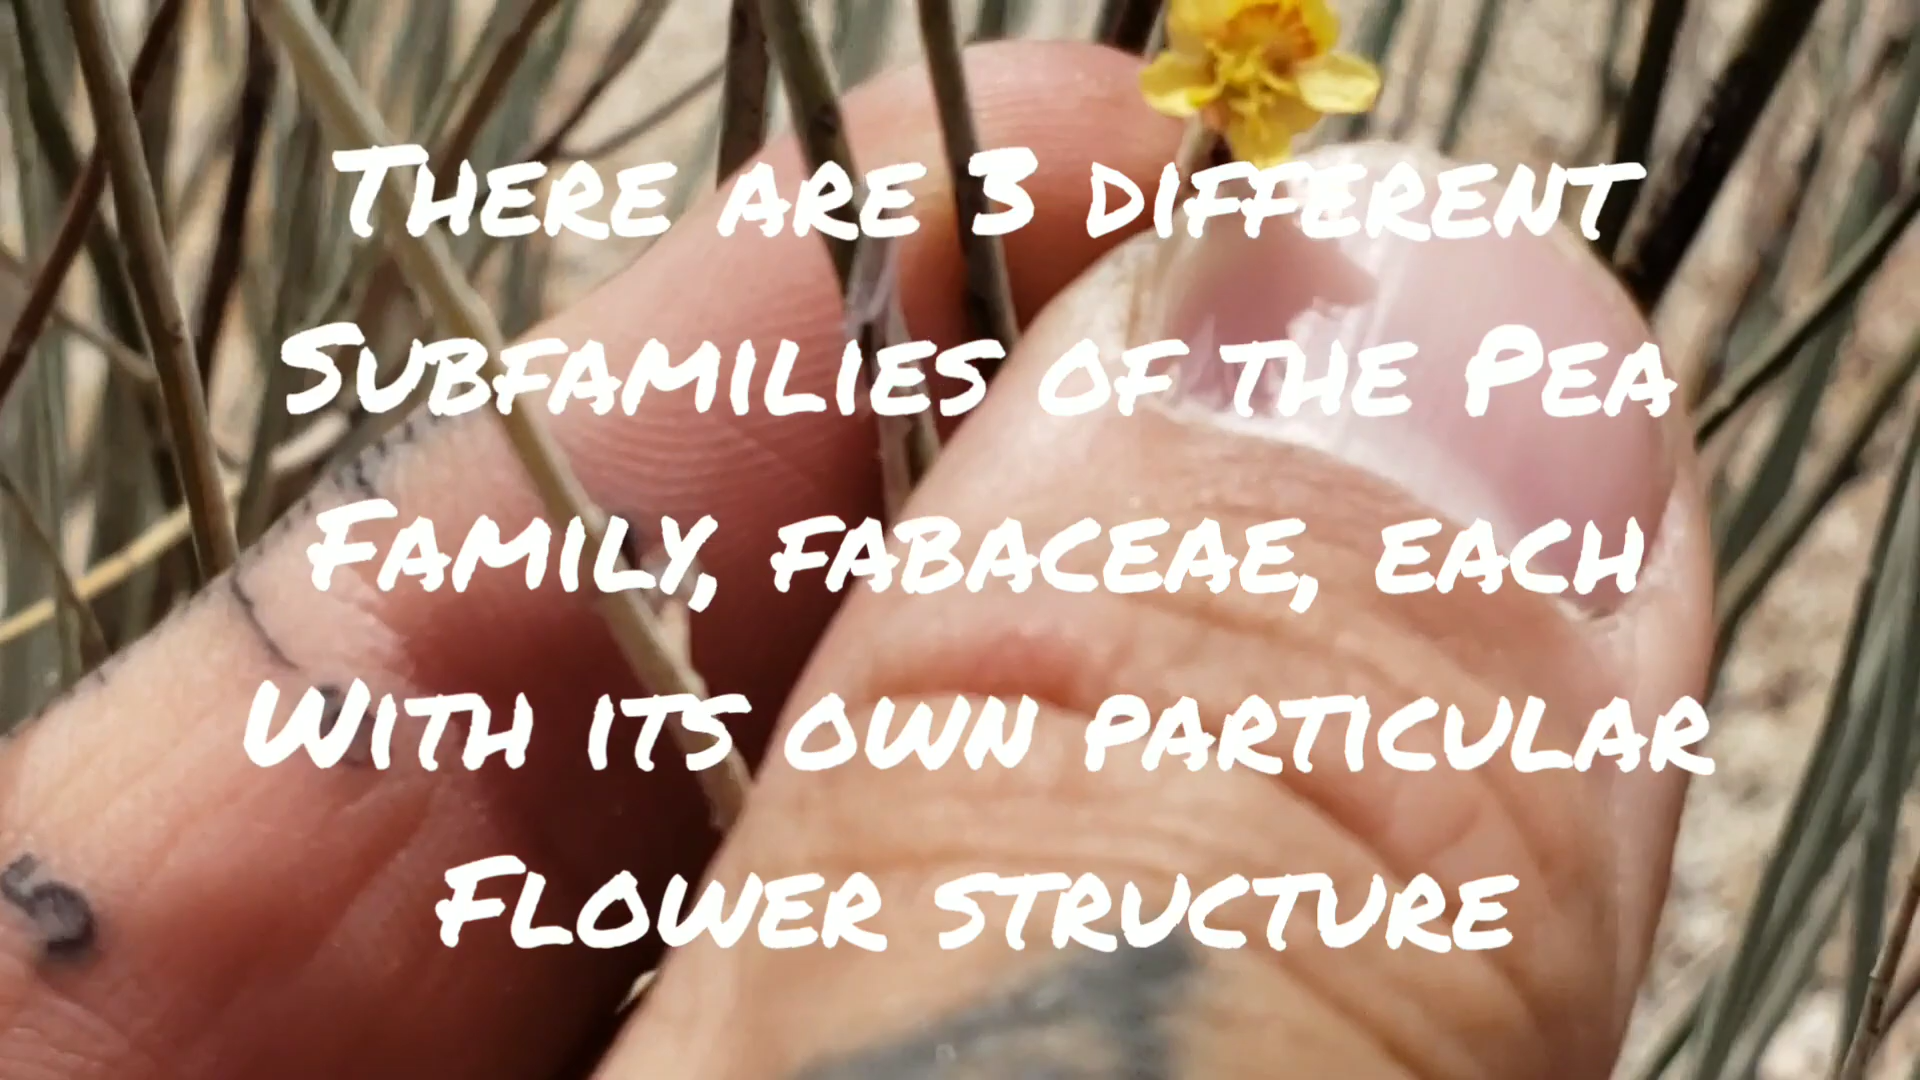 There are 3 different
Subfamilies of the Pea
Family, fabaceae, each
With its own particular
Flower structure